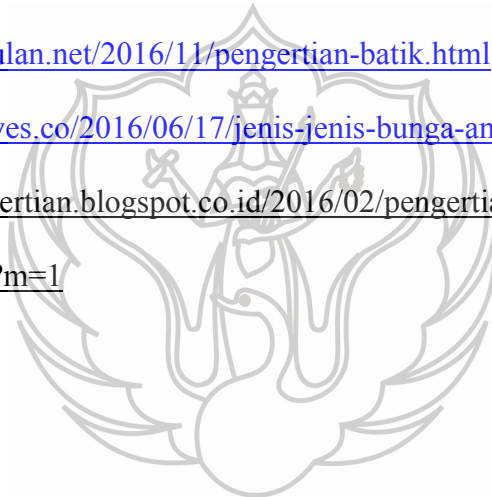 ulan.net/2016/11/pengertian-batik.html
ves.co/2016/06/17/jenis-jenis-bunga-an
ertian.blogspot.co.id/2016/02/pengertia
?m=1